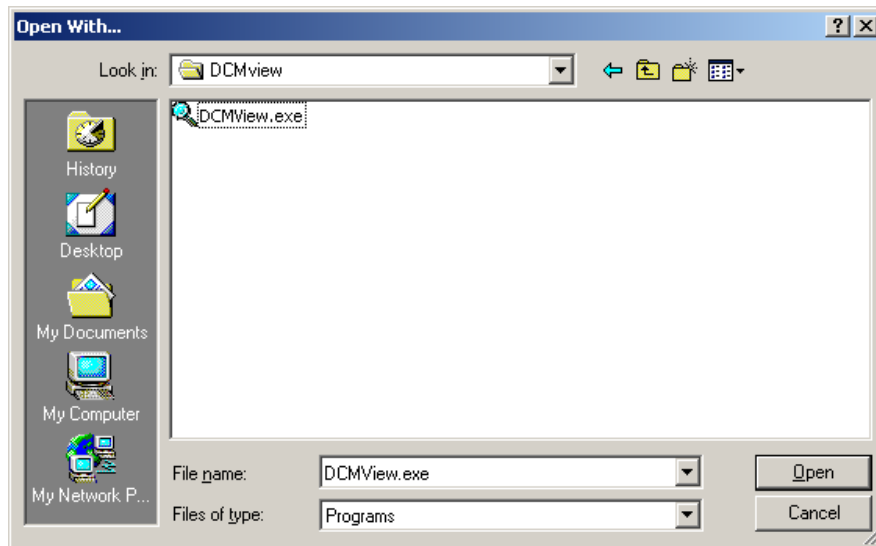 Open With...
Look in: DCMview
DCMView.exe
History
Desktop
My Documents
My Computer
My Network P...
File name: DCMView.exe Open
Files of type: Programs Cancel